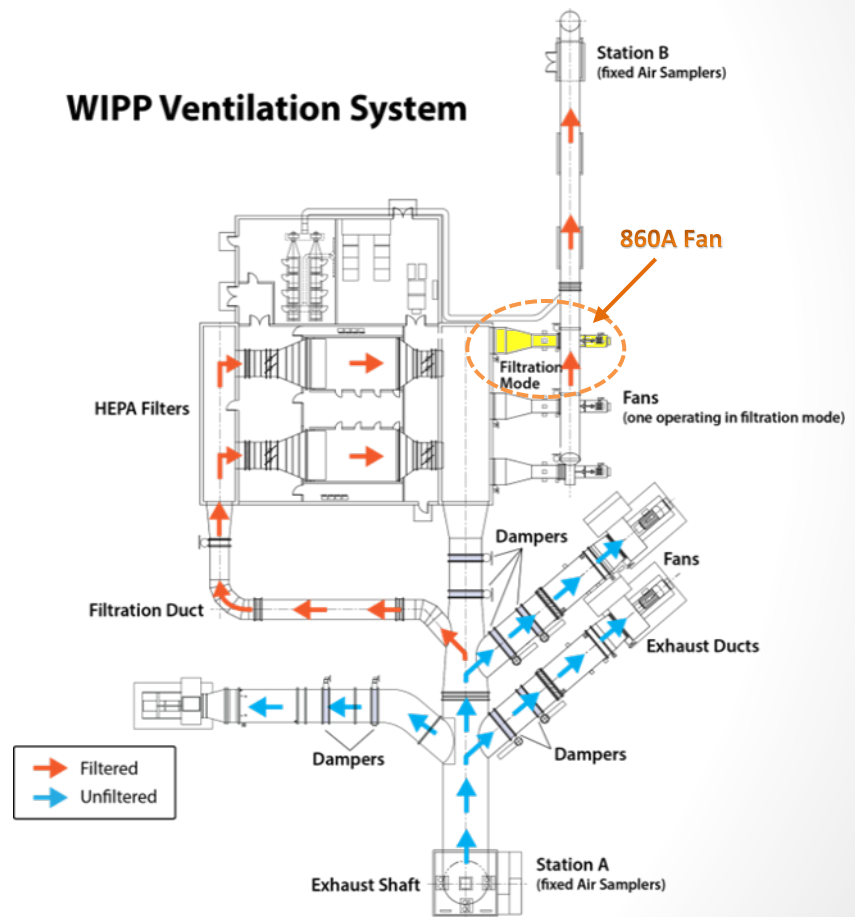 Station B
(fixed Air Samplers)
WIPP Ventilation System
860A Fan
Filtration
Mode
HEPA Filters
Fans
(one operating in filtration mode)
Dampers
Fans
Filtration Duct
Exhaust Ducts
Dampers
Dampers
Filtered
Unfiltered
Exhaust Shaft
Station A
(fixed Air Samplers)